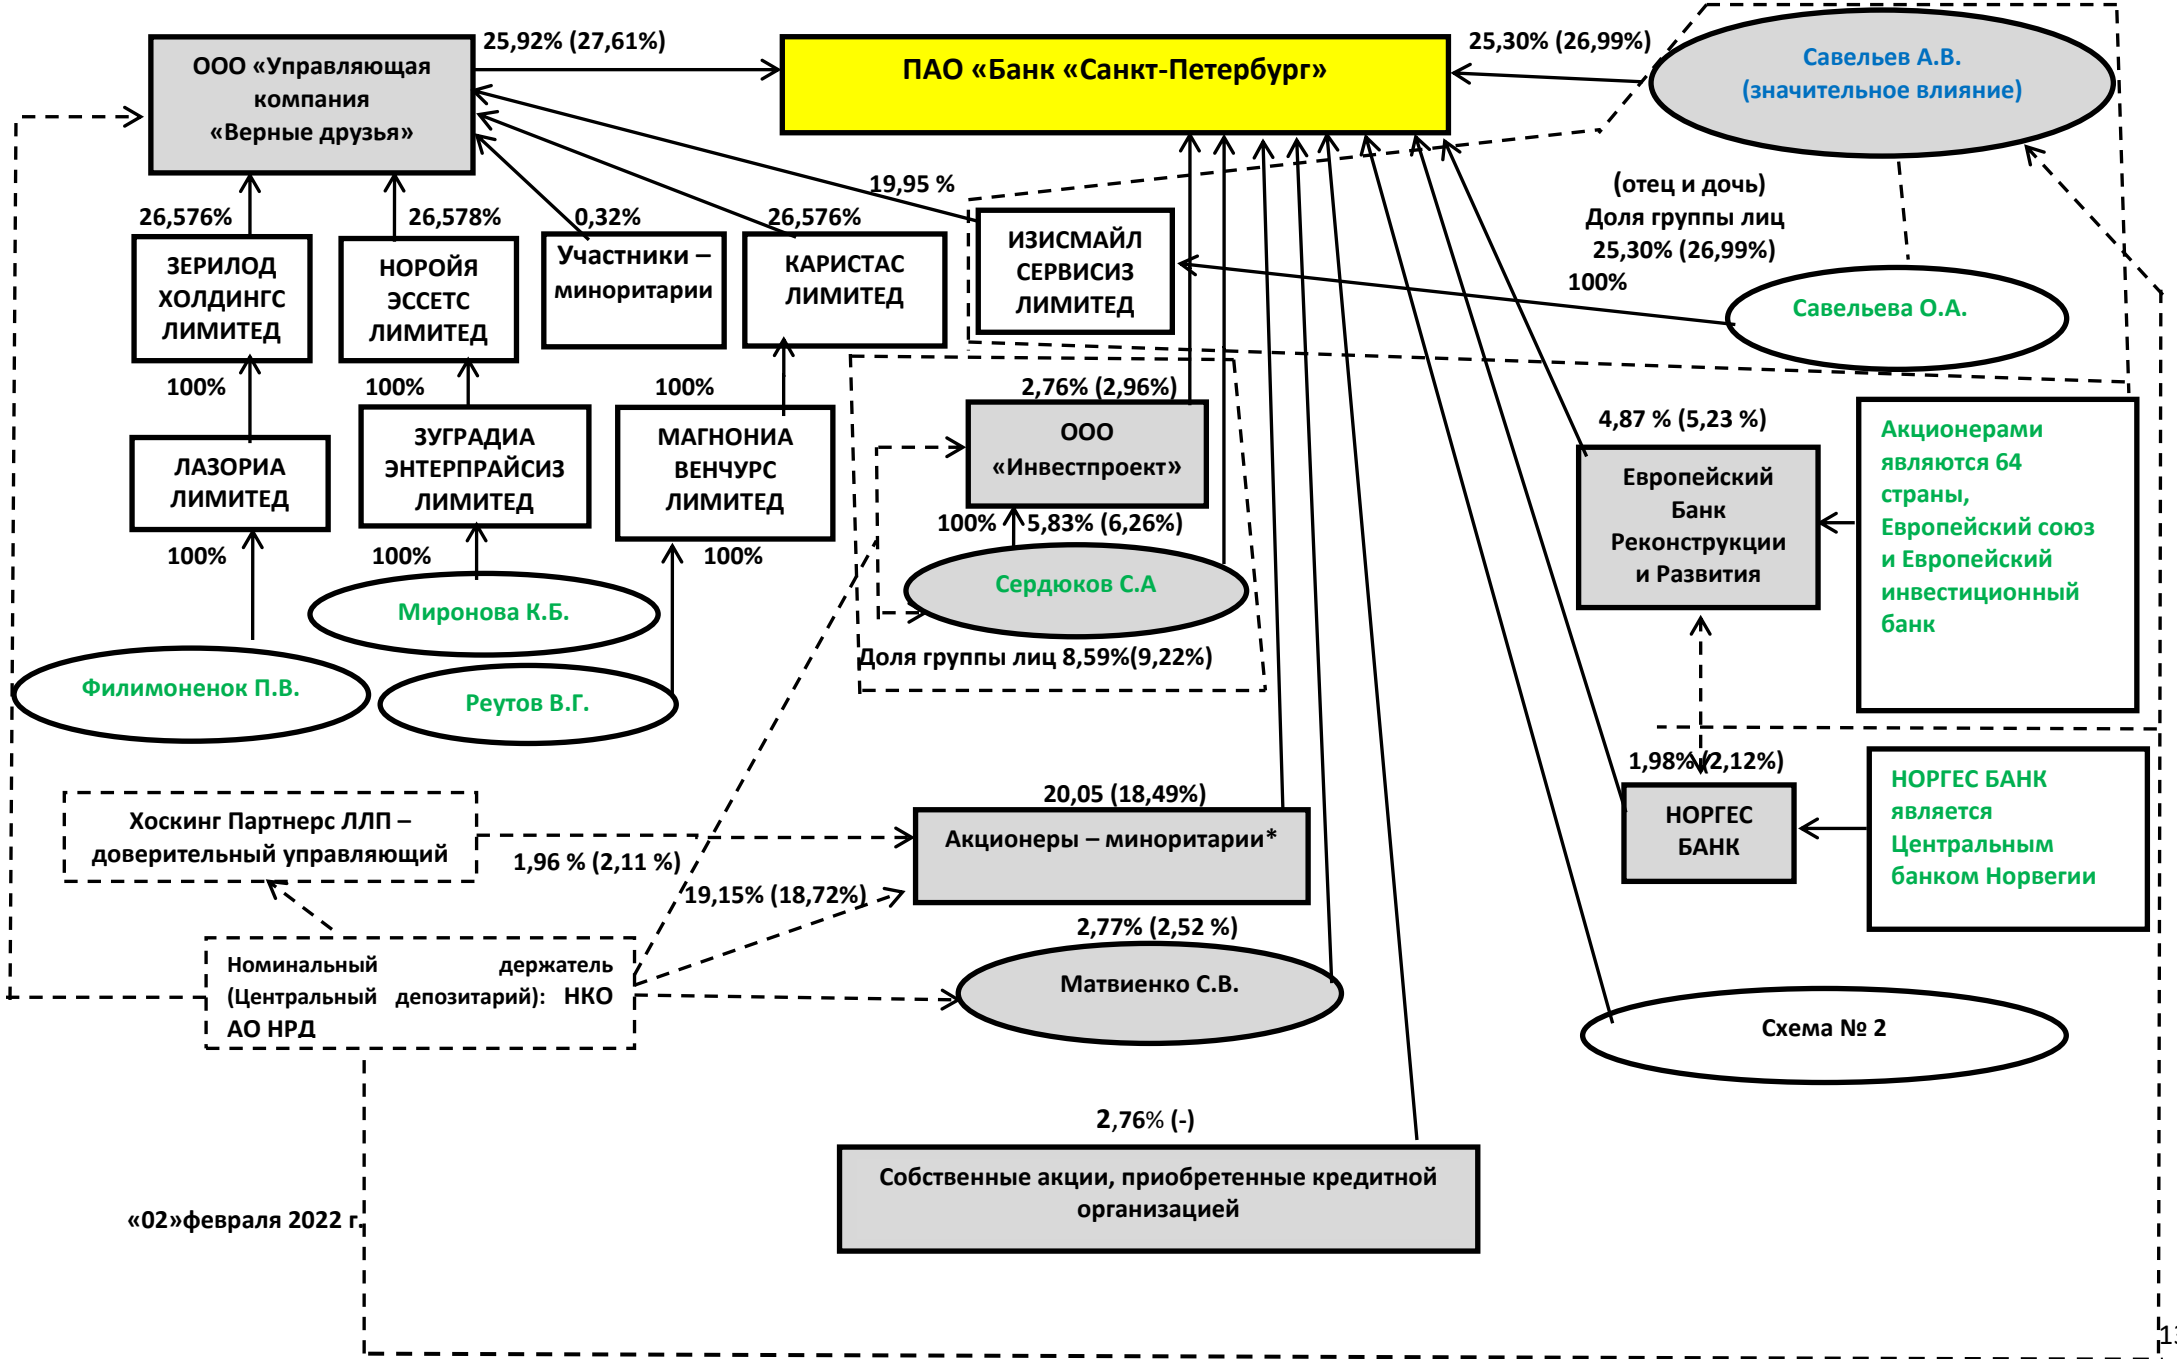 25,92% (27,61%)
25,30% (26,99%)
ООО «Управляющая
компания
«Верные друзья»
ПАО «Банк «Санкт-Петербург»
Савельев А.В.
(значительное влияние)
19,95 %
(отец и дочь)
Доля группы лиц
25,30% (26,99%)
100%
26,576%
26,578%
0,32%
26,576%
ЗЕРИЛОД
ХОЛДИНГС
ЛИМИТЕД
НОРОЙЯ
ЭССЕТС
ЛИМИТЕД
Участники –
миноритарии
КАРИСТАС
ЛИМИТЕД
ИЗИСМАЙЛ
СЕРВИСИЗ
ЛИМИТЕД
Савельева О.А.
100%
100%
100%
2,76% (2,96%)
4,87 % (5,23 %)
ЛАЗОРИА
ЛИМИТЕД
ЗУГРАДИА
ЭНТЕРПРАЙСИЗ
ЛИМИТЕД
МАГНОНИА
ВЕНЧУРС
ЛИМИТЕД
ООО
«Инвестпроект»
Европейский
Банк
Реконструкции
и Развития
Акционерами
являются 64
страны,
Европейский союз
и Европейский
инвестиционный
банк
100%
100%
100%
100%
5,83% (6,26%)
Сердюков С.А
Миронова К.Б.
Филимоненок П.В.
Реутов В.Г.
Доля группы лиц 8,59%(9,22%)
1,98% (2,12%)
НОРГЕС
БАНК
НОРГЕС БАНК
является
Центральным
банком Норвегии
20,05 (18,49%)
Хоскинг Партнерс ЛЛП –
доверительный управляющий
1,96 % (2,11 %)
Акционеры – миноритарии*
19,15% (18,72%)
2,77% (2,52 %)
Номинальный держатель
(Центральный депозитарий): НКО
АО НРД
Матвиенко С.В.
Схема № 2
2,76% (-)
Собственные акции, приобретенные кредитной
организацией
«02»февраля 2022 г.